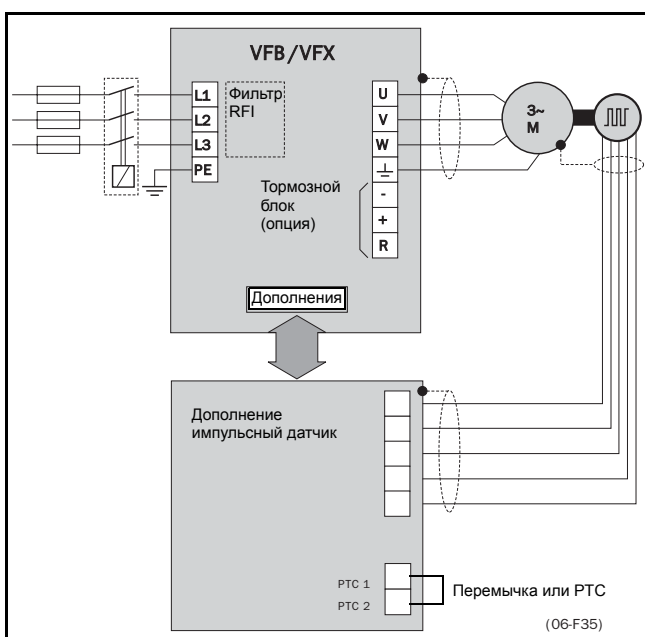 VFB/VFX
L1
L2
L3
PE
Фильтр
RFI
U
V
W
3~
M
Тормозной
блок
(опция)
-
+
R
Дополнения
Дополнение
импульсный датчик
PTC 1
PTC 2
Перемычка или PTC
(06-F35)